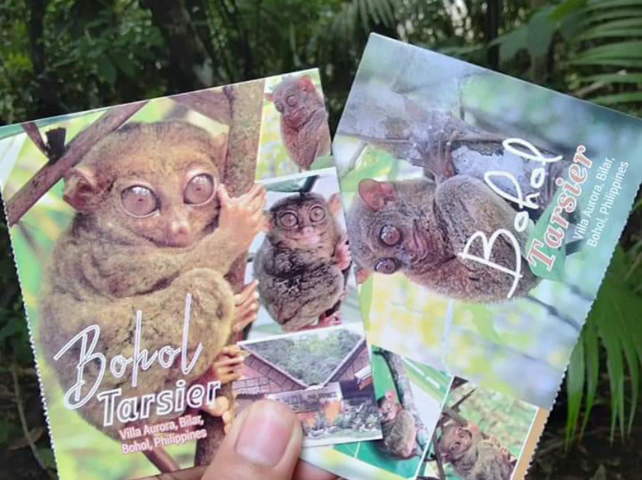 Bohol
Tarsier
Villa Aurora, Bilar,
Bohol, Philippines
Bohol
Tarsier
Villa Aurora, Bilar,
Bohol, Philippines